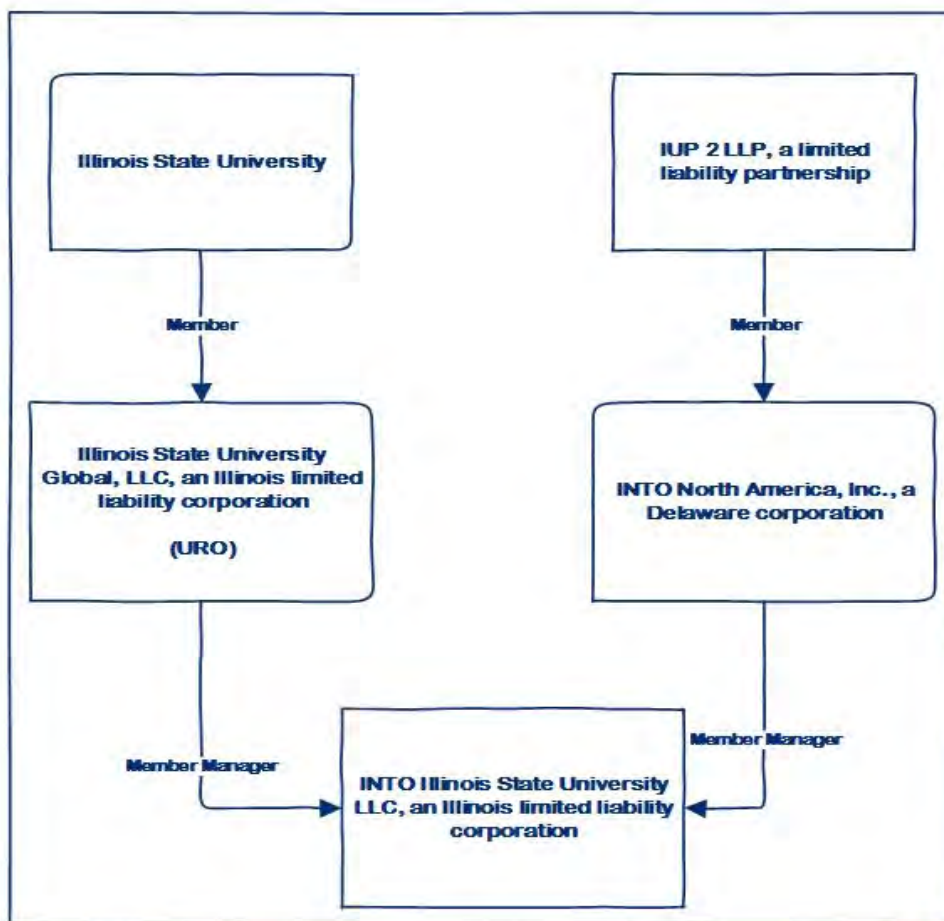 Illinois State University
IUP 2 LLP, a limited
liability partnership
Member
Member
Illinois State University
Global, LLC, an Illinois limited
liability corporation
(URO)
INTO North America, Inc., a
Delaware corporation
Member Manager
Member Manager
INTO Illinois State University
LLC, an Illinois limited liability
corporation